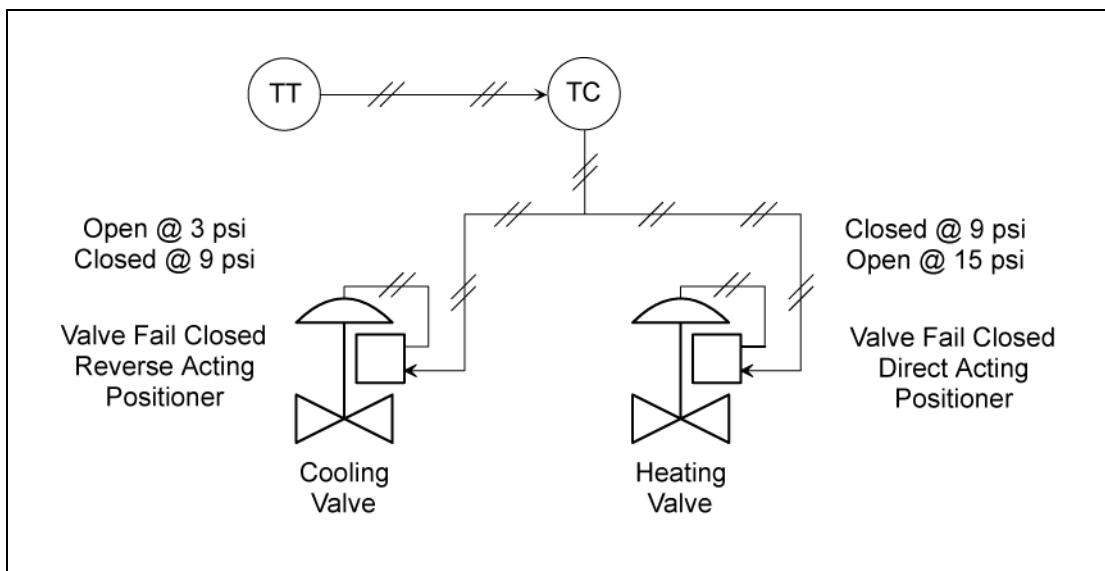 TT
TC
Open @ 3 psi
Closed @ 9 psi
Closed @ 9 psi
Open @ 15 psi
Valve Fail Closed
Reverse Acting
Positioner
Valve Fail Closed
Direct Acting
Positioner
Cooling
Valve
Heating
Valve